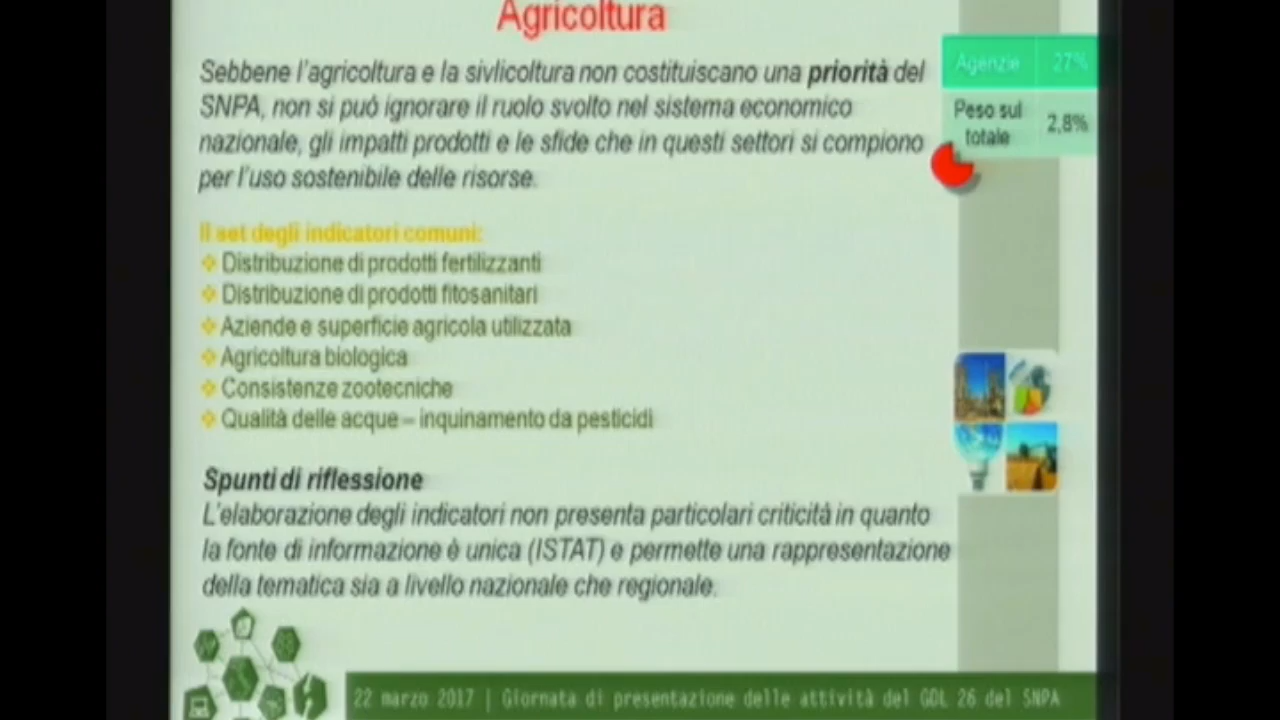 Agricoltura
Sebbene l'agricoltura e la sivlicoltura non costituiscano una priorità del
SNPA, non si può ignorare il ruolo svolto nel sistema economico
nazionale, gli impatti prodotti e le sfide che in questi settori si compiono
per l'uso sostenibile delle risorse.
Agenzie 27%
Peso sul
totale 2,8%
Il set degli indicatori comuni:
Distribuzione di prodotti fertilizzanti
Distribuzione di prodotti fitosanitari
Aziende e superficie agricola utilizzata
Agricoltura biologica
Consistenze zootecniche
Qualità delle acque – inquinamento da pesticidi
Spunti di riflessione
L'elaborazione degli indicatori non presenta particolari criticità in quanto
la fonte di informazione è unica (ISTAT) e permette una rappresentazione
della tematica sia a livello nazionale che regionale.
22 marzo 2017 | Giornata di presentazione delle attività del GDL 26 del SNPA